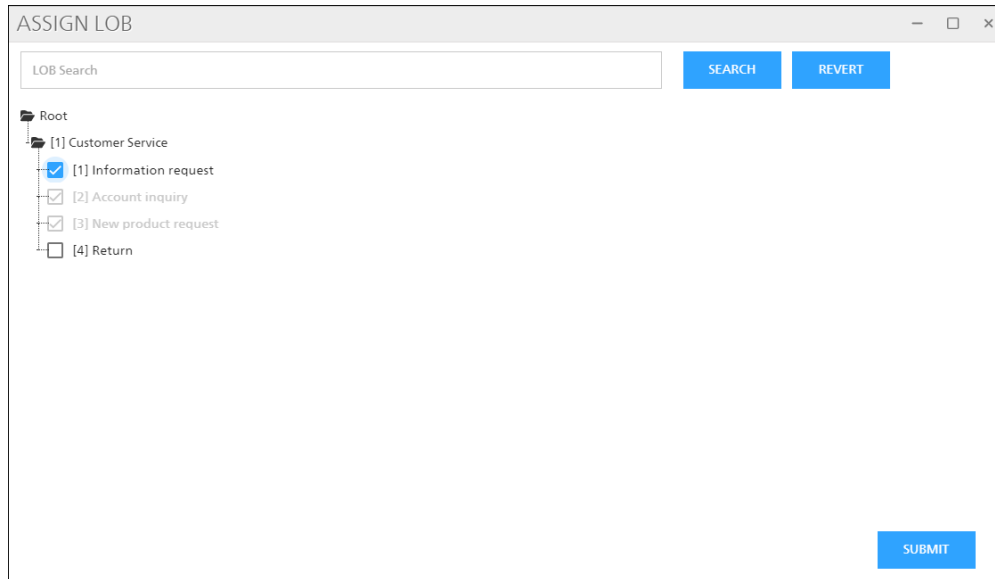 ASSIGN LOB
LOB Search
SEARCH
REVERT
Root
[1] Customer Service
[1] Information request
[2] Account inquiry
[3] New product request
[4] Return
SUBMIT